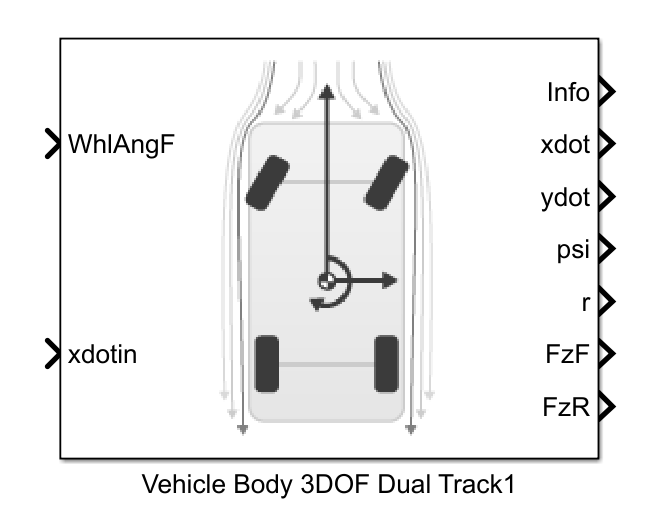 Info
WhlAngF
xdot
ydot
psi
r
xdotin
FzF
FzR
Vehicle Body 3DOF Dual Track1